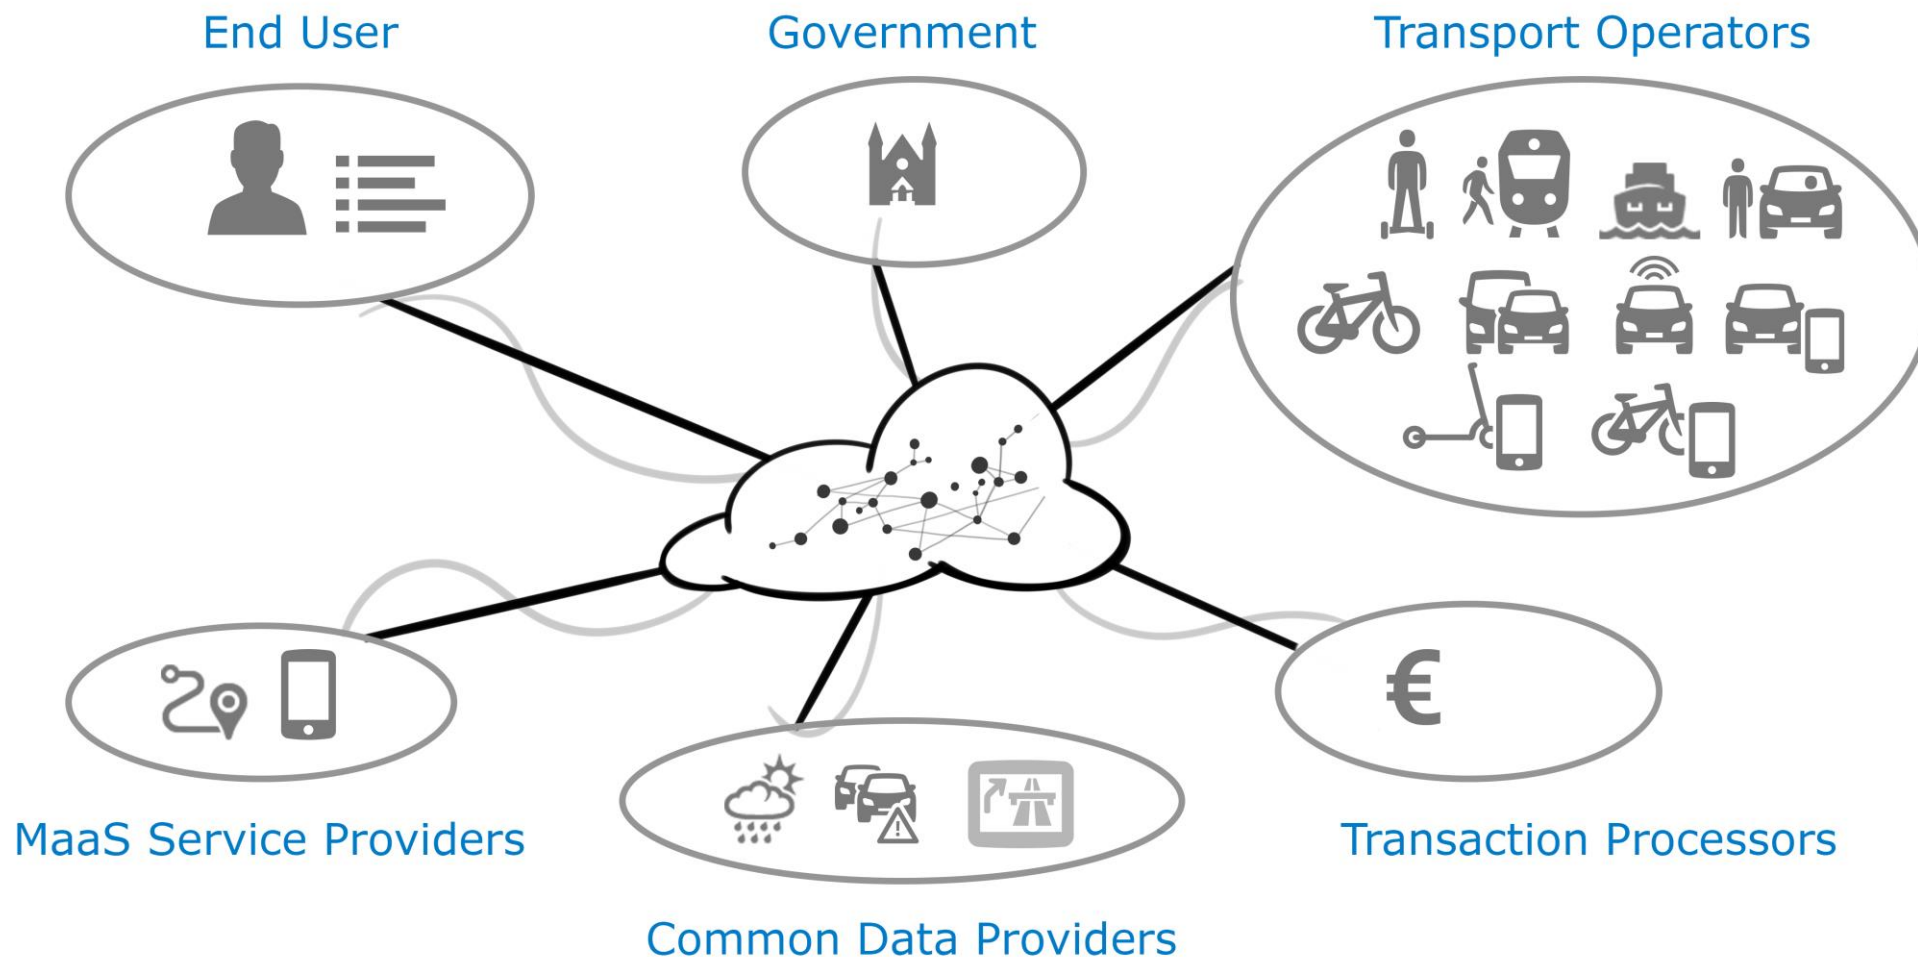 End User
Government
Transport Operators
€
MaaS Service Providers
Transaction Processors
Common Data Providers